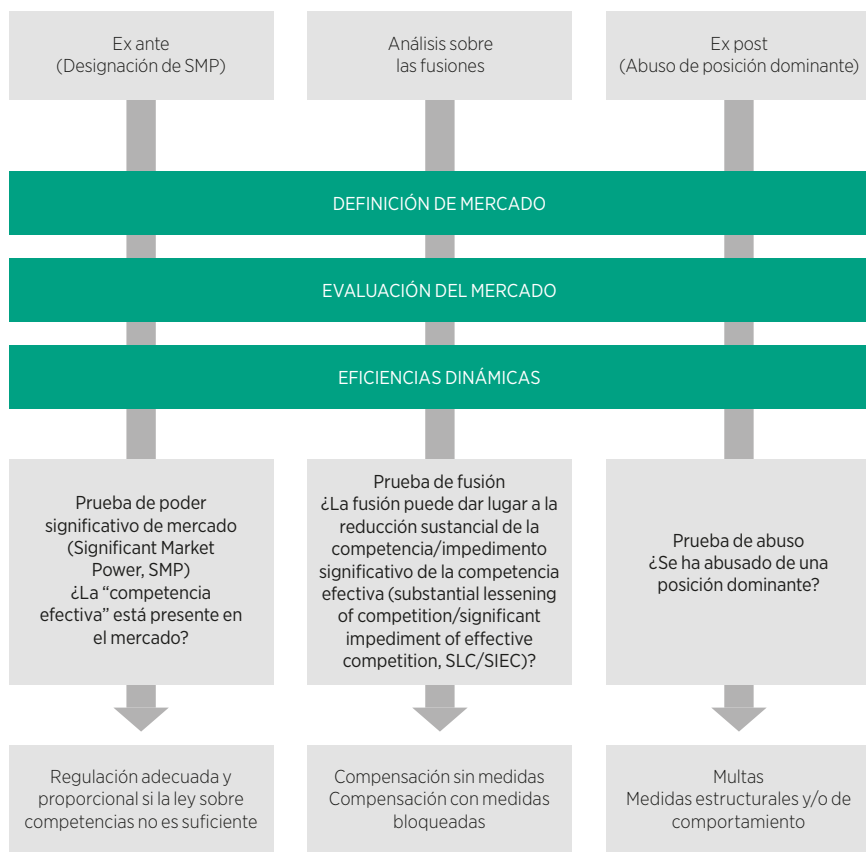 Ex ante
(Designación de SMP)
Análisis sobre
las fusiones
Ex post
(Abuso de posición dominante)
DEFINICIÓN DE MERCADO
EVALUACIÓN DEL MERCADO
EFICIENCIAS DINÁMICAS
Prueba de poder
significativo de mercado
(Significant Market
Power, SMP)
¿La “competencia
efectiva” está presente en
el mercado?
Prueba de fusión
¿La fusión puede dar lugar a la
reducción sustancial de la
competencia/impedimento
significativo de la competencia
efectiva (substantial lessening
of competition/significant
impediment of effective
competition, SLC/SIEC)?
Prueba de abuso
¿Se ha abusado de una
posición dominante?
Regulación adecuada y
proporcional si la ley sobre
competencias no es suficiente
Compensación sin medidas
Compensación con medidas
bloqueadas
Multas
Medidas estructurales y/o de
comportamiento